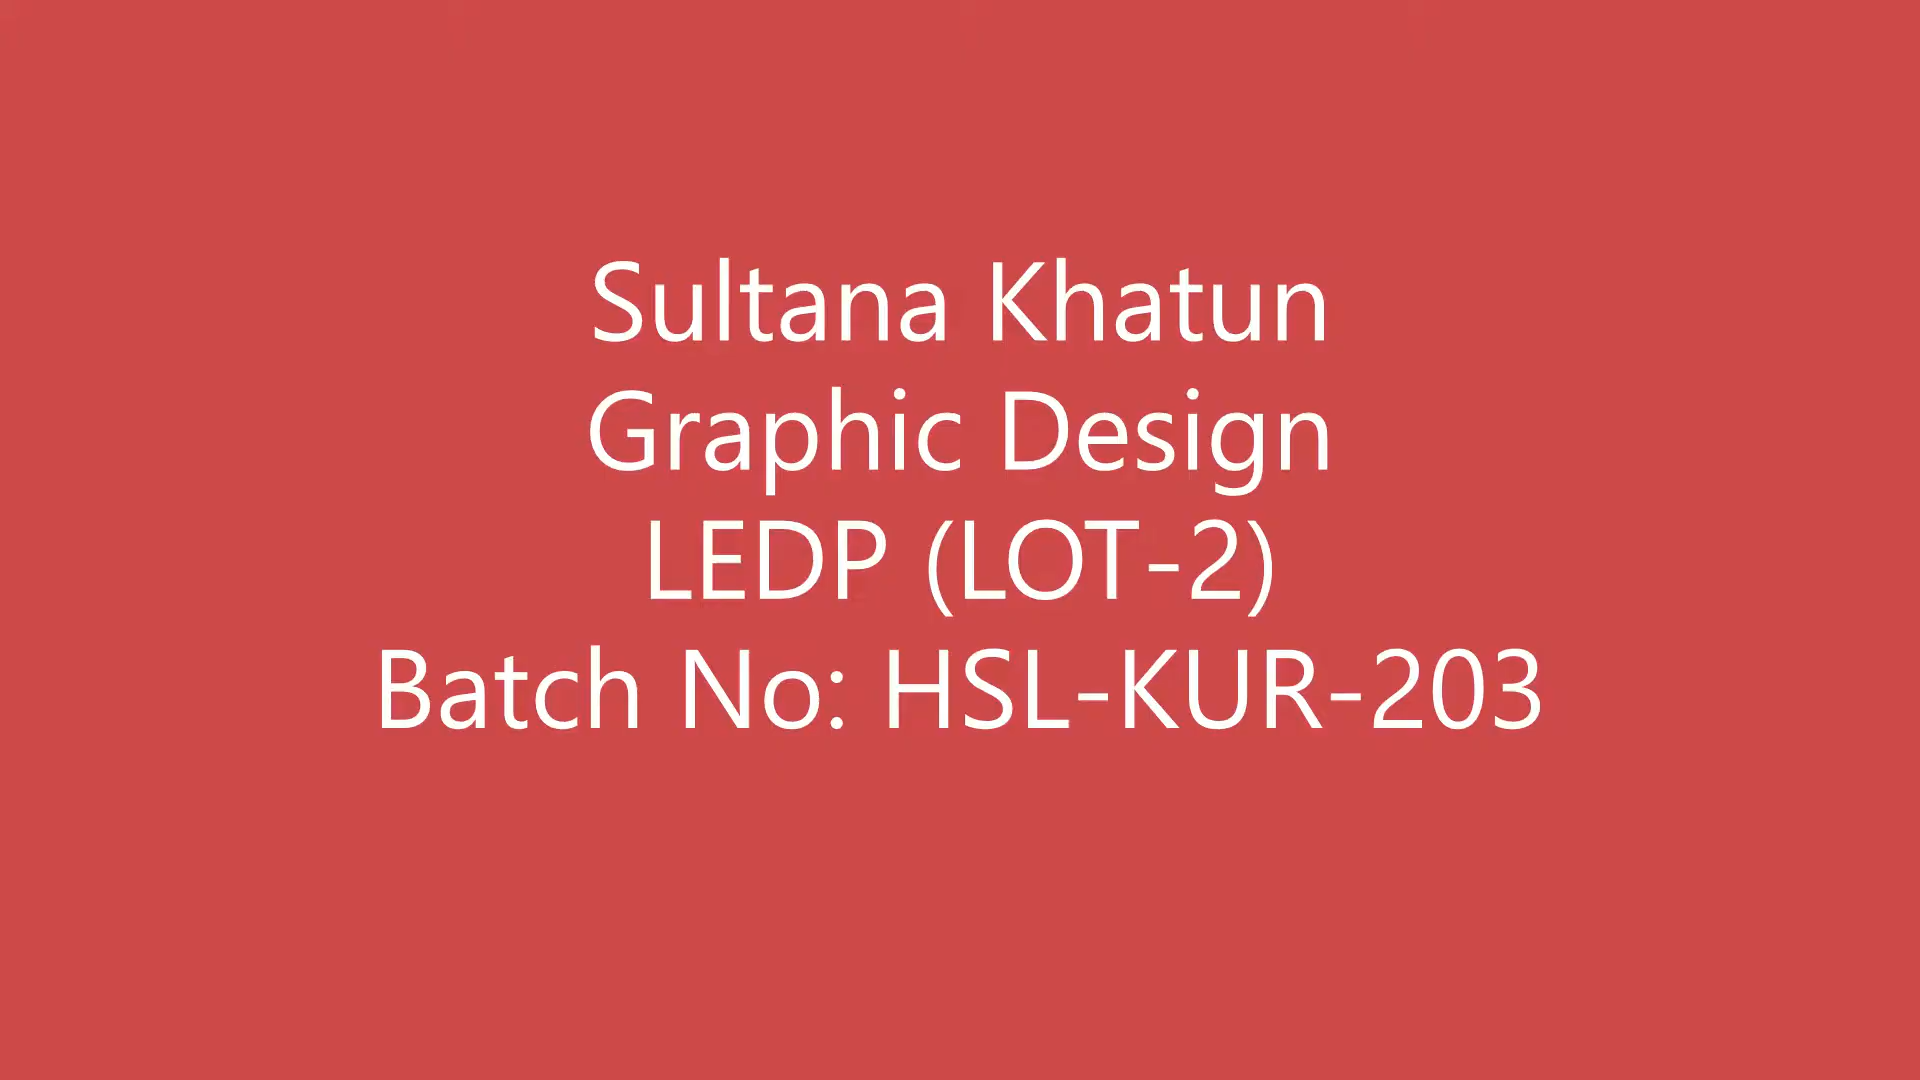 Sultana Khatun
Graphic Design
LEDP (LOT-2)
Batch No: HSL-KUR-203